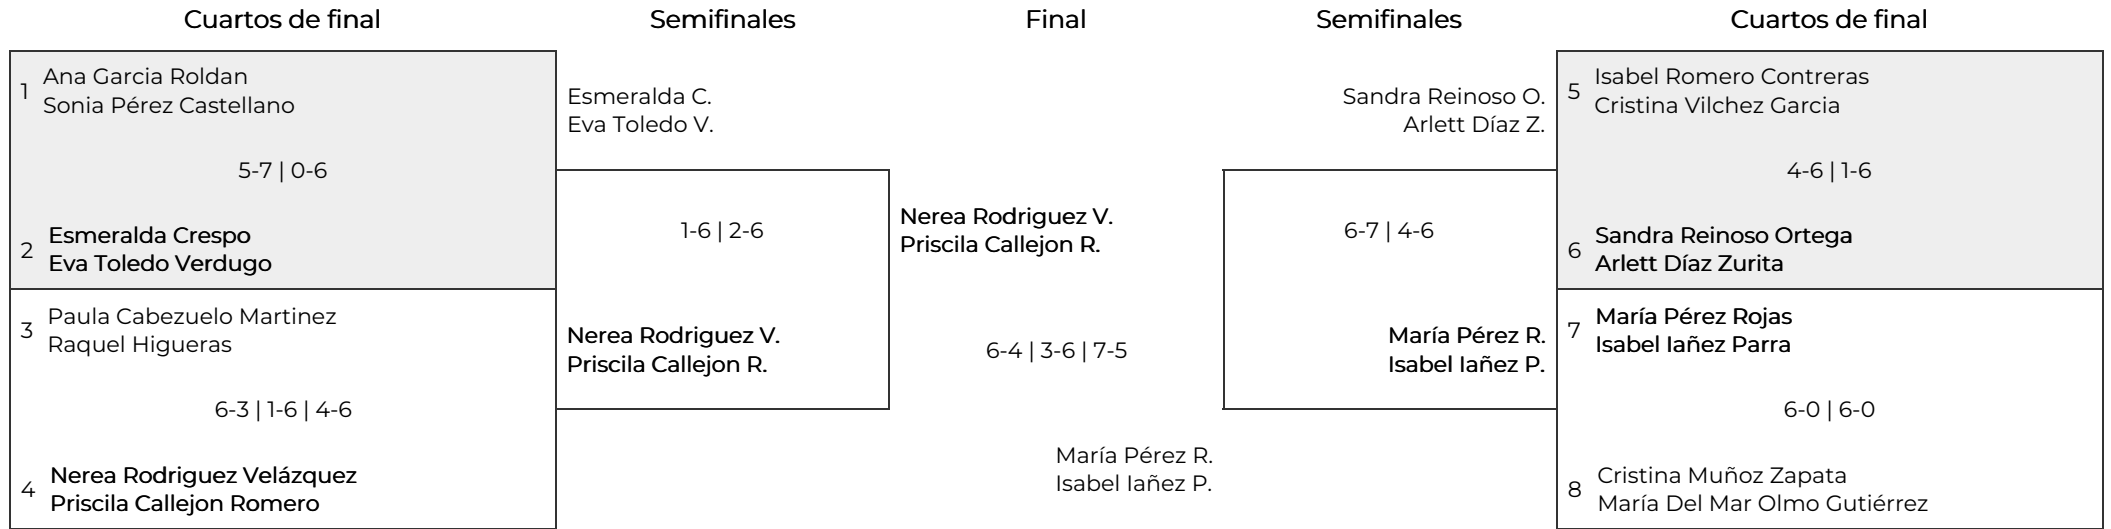 Cuartos de final
Semifinales
Final
Semifinales
Cuartos de final
1
Ana Garcia Roldan
Sonia Pérez Castellano
5-7 | 0-6
2
Esmeralda Crespo
Eva Toledo Verdugo
3
Paula Cabezuelo Martinez
Raquel Higueras
6-3 | 1-6 | 4-6
4
Nerea Rodriguez Velázquez
Priscila Callejon Romero
Esmeralda C.
Eva Toledo V.
1-6 | 2-6
Nerea Rodriguez V.
Priscila Callejon R.
Nerea Rodriguez V.
Priscila Callejon R.
6-4 | 3-6 | 7-5
María Pérez R.
Isabel Iañez P.
Sandra Reinoso O.
Arlett Díaz Z.
6-7 | 4-6
María Pérez R.
Isabel Iañez P.
5
Isabel Romero Contreras
Cristina Vilchez Garcia
4-6 | 1-6
6
Sandra Reinoso Ortega
Arlett Díaz Zurita
7
María Pérez Rojas
Isabel Iañez Parra
6-0 | 6-0
8
Cristina Muñoz Zapata
María Del Mar Olmo Gutiérrez